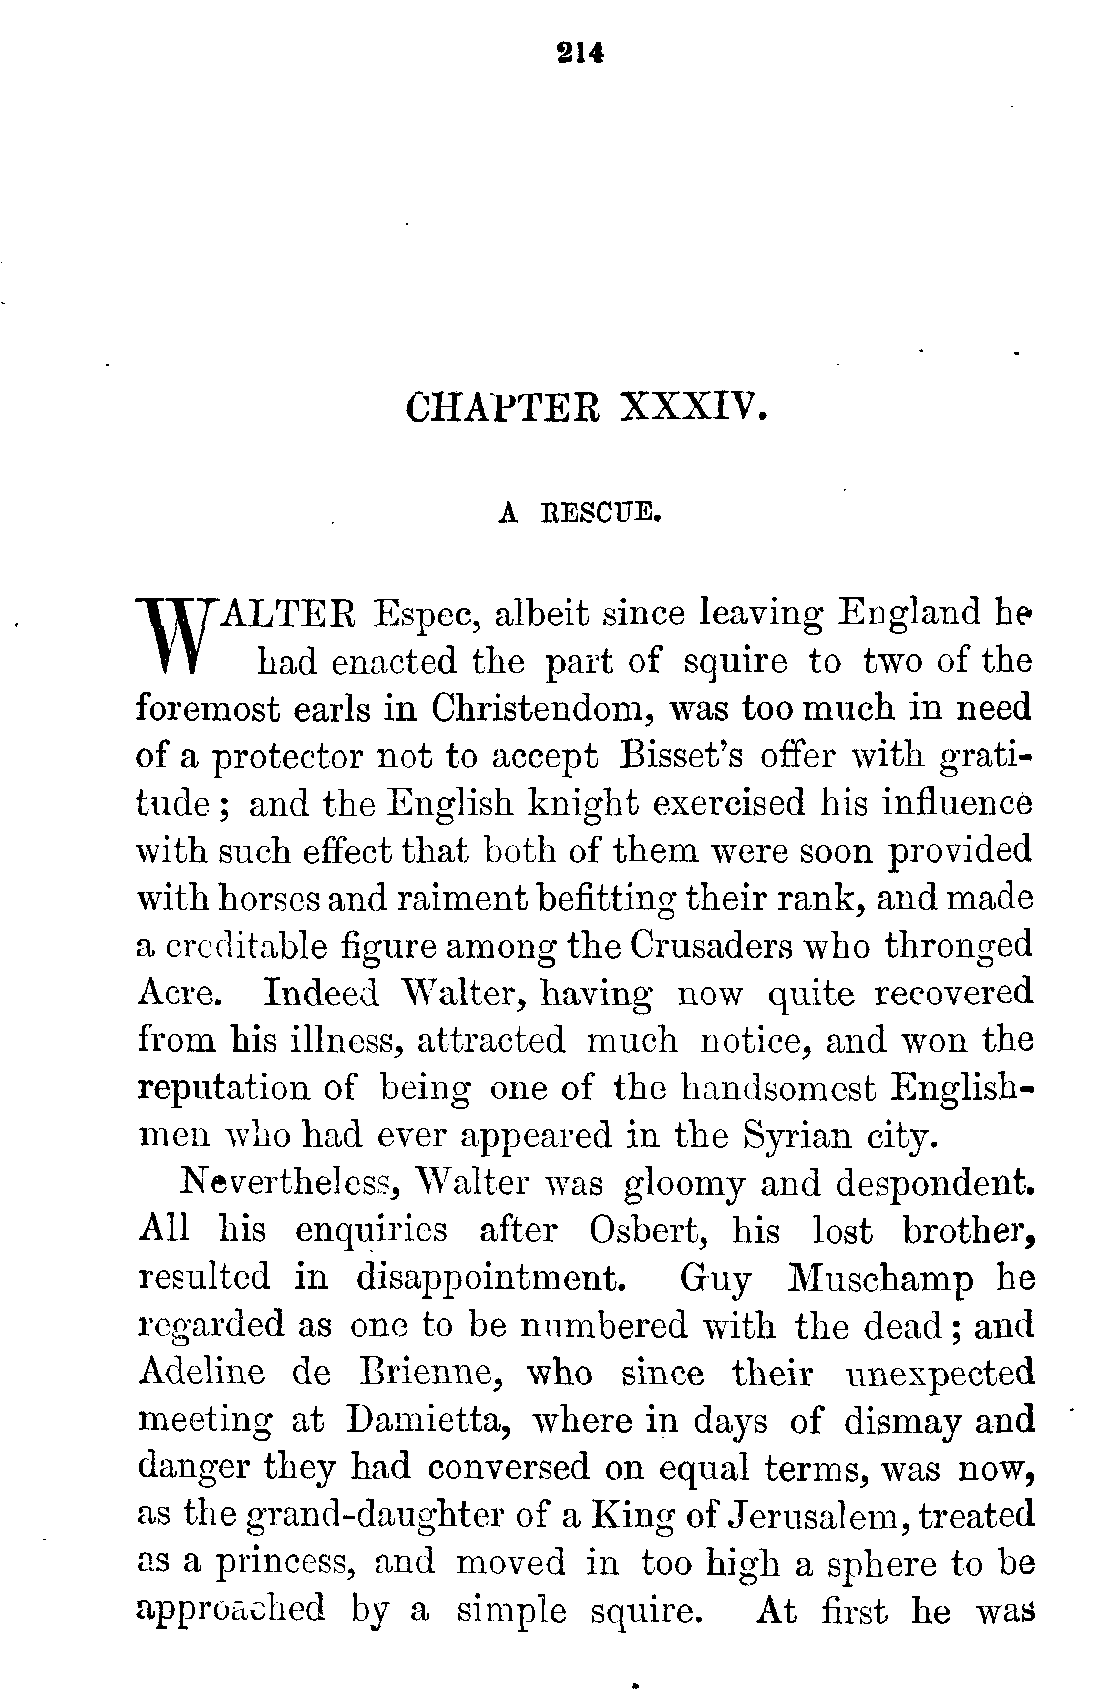 214
CHAPTER XXXIV.
A RESCUE.
WALTER Espec, albeit since leaving England he
had enacted the part of squire to two of the
foremost earls in Christendom, was too much in need
of a protector not to accept Bisset's offer with grati-
tude; and the English knight exercised his influence
with such effect that both of them were soon provided
with horses and raiment befitting their rank, and made
a creditable figure among the Crusaders who thronged
Acre. Indeed Walter, having now quite recovered
from his illness, attracted much notice, and won the
reputation of being one of the handsomest English-
men who had ever appeared in the Syrian city.
Nevertheless, Walter was gloomy and despondent.
All his enquiries after Osbert, his lost brother,
resulted in disappointment. Guy Muschamp he
regarded as one to be numbered with the dead; and
Adeline de Brienne, who since their unexpected
meeting at Damietta, where in days of dismay and
danger they had conversed on equal terms, was now,
as the grand-daughter of a King of Jerusalem, treated
as a princess, and moved in too high a sphere to be
approached by a simple squire. At first he was